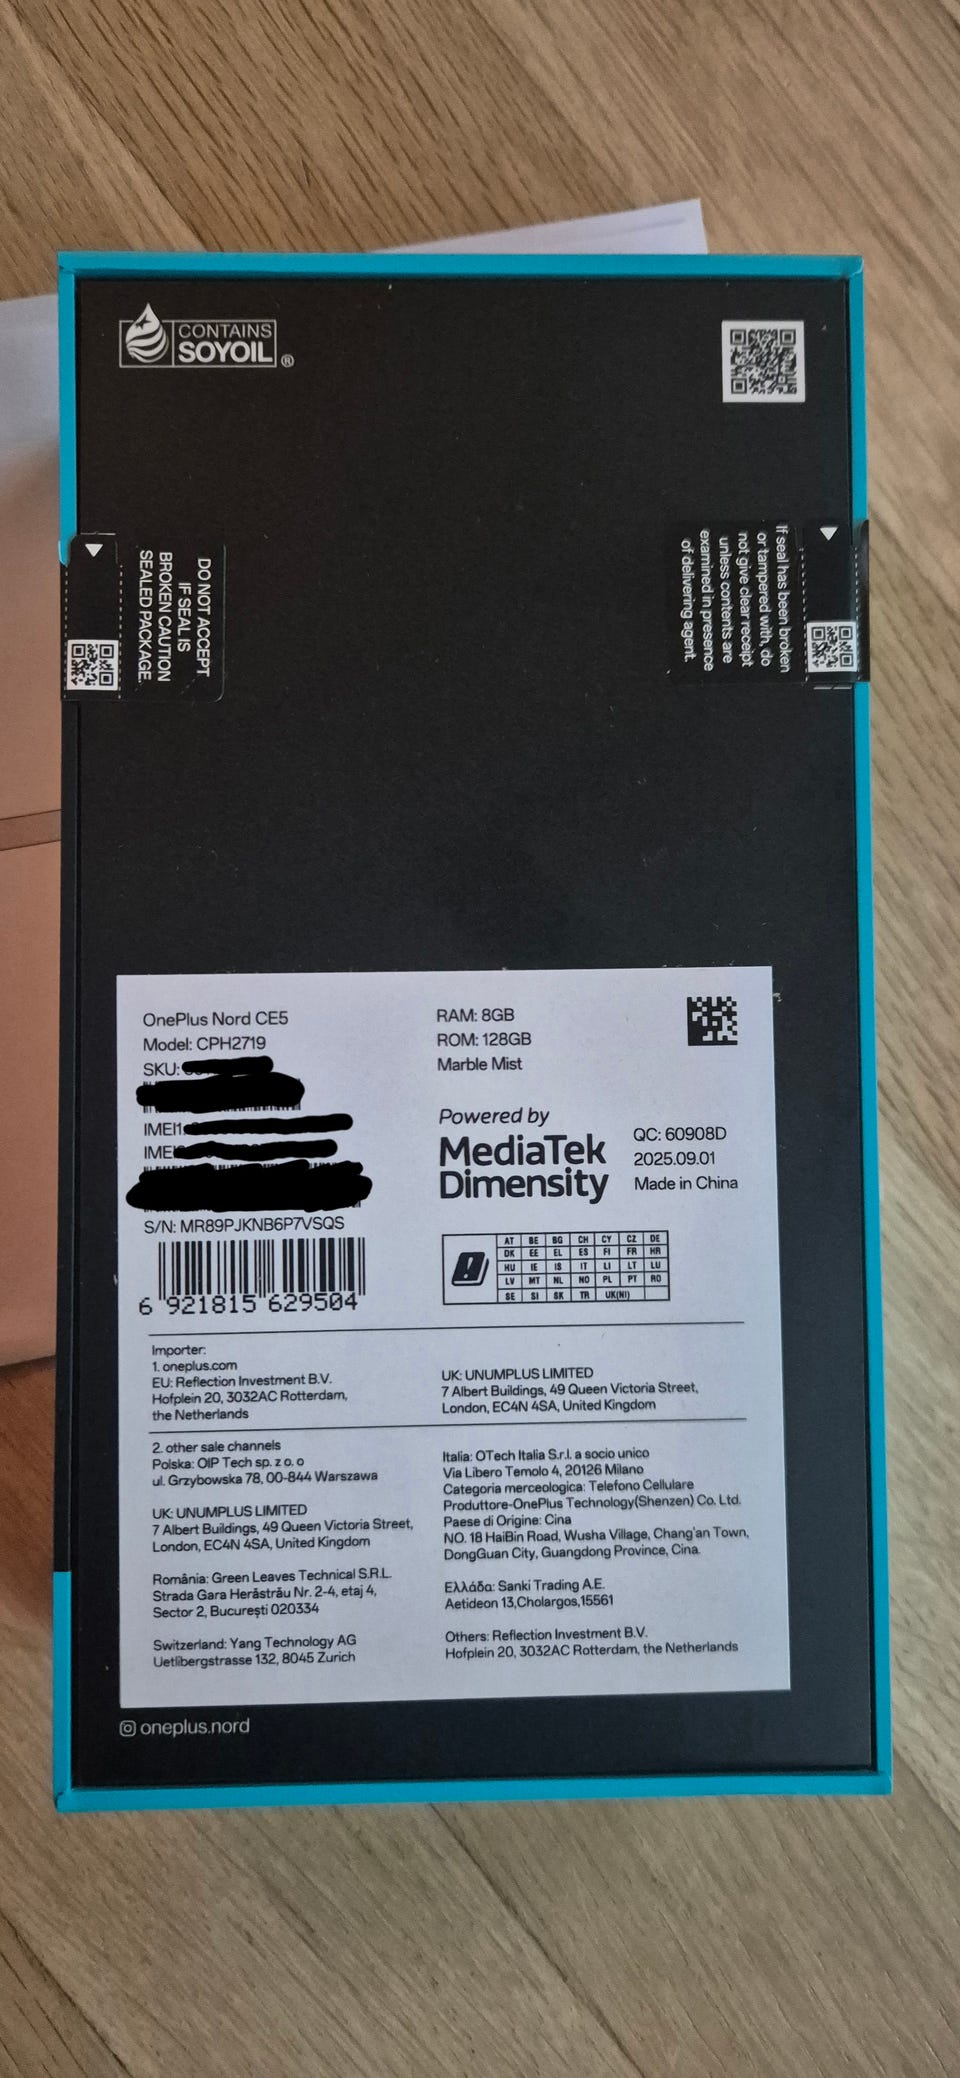 CONTAINS
SOYOIL ®
DO NOT ACCEPT
IF SEAL IS
BROKEN CAUTION
SEALED PACKAGE.
If seal has been broken
or tampered with, do
not give clear receipt
unless contents are
examined in presence
of delivering agent.
OnePlus Nord CE5
Model: CPH2719
SKU:
IMEI1:
IMEI
S/N: MR89PJKNB6P7VSQS
6 921815 629504
RAM: 8GB
ROM: 128GB
Marble Mist
Powered by
MediaTek
Dimensity
QC: 60908D
2025.09.01
Made in China
AT BE BG CH CY CZ DE
DK EE EL ES FI FR HR
HU IE IS IT LI LT LU
LV MT NL NO PL PT RO
SE SI SK TR UK(NI)
Importer:
1. oneplus.com
EU: Reflection Investment B.V.
Hofplein 20, 3032AC Rotterdam,
the Netherlands
UK: UNUMPLUS LIMITED
7 Albert Buildings, 49 Queen Victoria Street,
London, EC4N 4SA, United Kingdom
2. other sale channels
Polska: OIP Tech sp. z o. o
ul. Grzybowska 78, 00-844 Warszawa
UK: UNUMPLUS LIMITED
7 Albert Buildings, 49 Queen Victoria Street,
London, EC4N 4SA, United Kingdom
România: Green Leaves Technical S.R.L.
Strada Gara Herăstrău Nr. 2-4, etaj 4,
Sector 2, București 020334
Switzerland: Yang Technology AG
Uetlibergstrasse 132, 8045 Zurich
Italia: OTech Italia S.r.l. a socio unico
Via Libero Temolo 4, 20126 Milano
Categoria merceologica: Telefono Cellulare
Produttore-OnePlus Technology(Shenzen) Co. Ltd.
Paese di Origine: Cina
NO. 18 HaiBin Road, Wusha Village, Chang'an Town,
DongGuan City, Guangdong Province, Cina.
Ελλάδα: Sanki Trading A.E.
Aetideon 13,Cholargos,15561
Others: Reflection Investment B.V.
Hofplein 20, 3032AC Rotterdam, the Netherlands
oneplus.nord